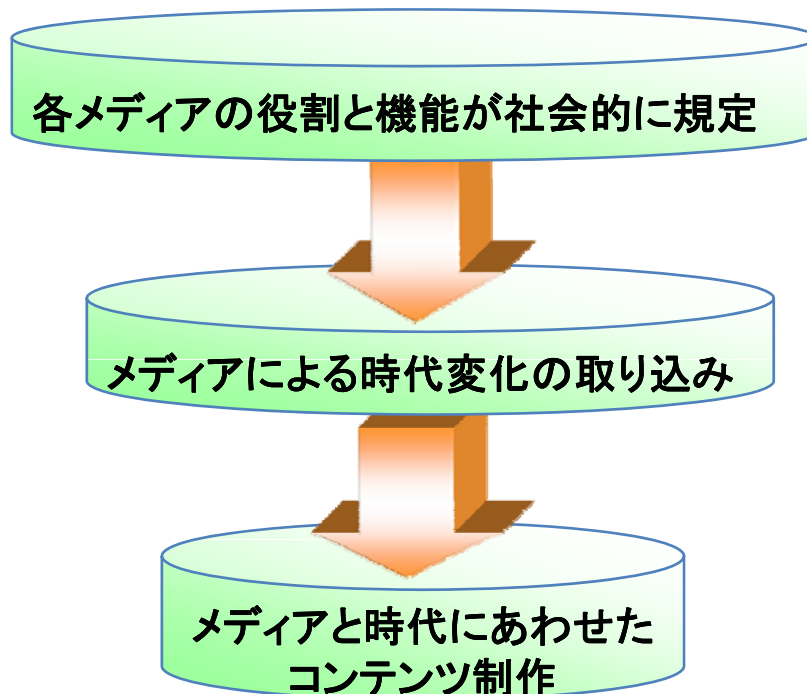 各メディアの役割と機能が社会的に規定
メディアによる時代変化の取り込み
メディアと時代にあわせた
コンテンツ制作